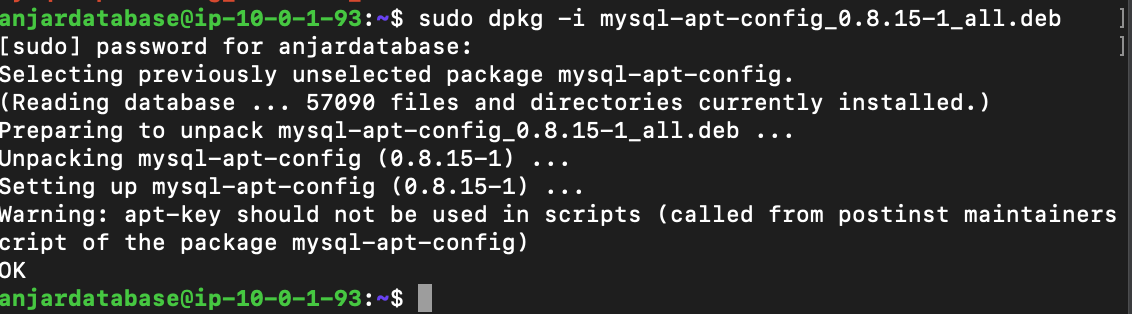 anjardatabase@ip-10-0-1-93:~$ sudo dpkg -i mysql-apt-config_0.8.15-1_all.deb ]
[sudo] password for anjardatabase: ]
Selecting previously unselected package mysql-apt-config.
(Reading database ... 57090 files and directories currently installed.)
Preparing to unpack mysql-apt-config_0.8.15-1_all.deb ...
Unpacking mysql-apt-config (0.8.15-1) ...
Setting up mysql-apt-config (0.8.15-1) ...
Warning: apt-key should not be used in scripts (called from postinst maintainers
cript of the package mysql-apt-config)
OK
anjardatabase@ip-10-0-1-93:~$